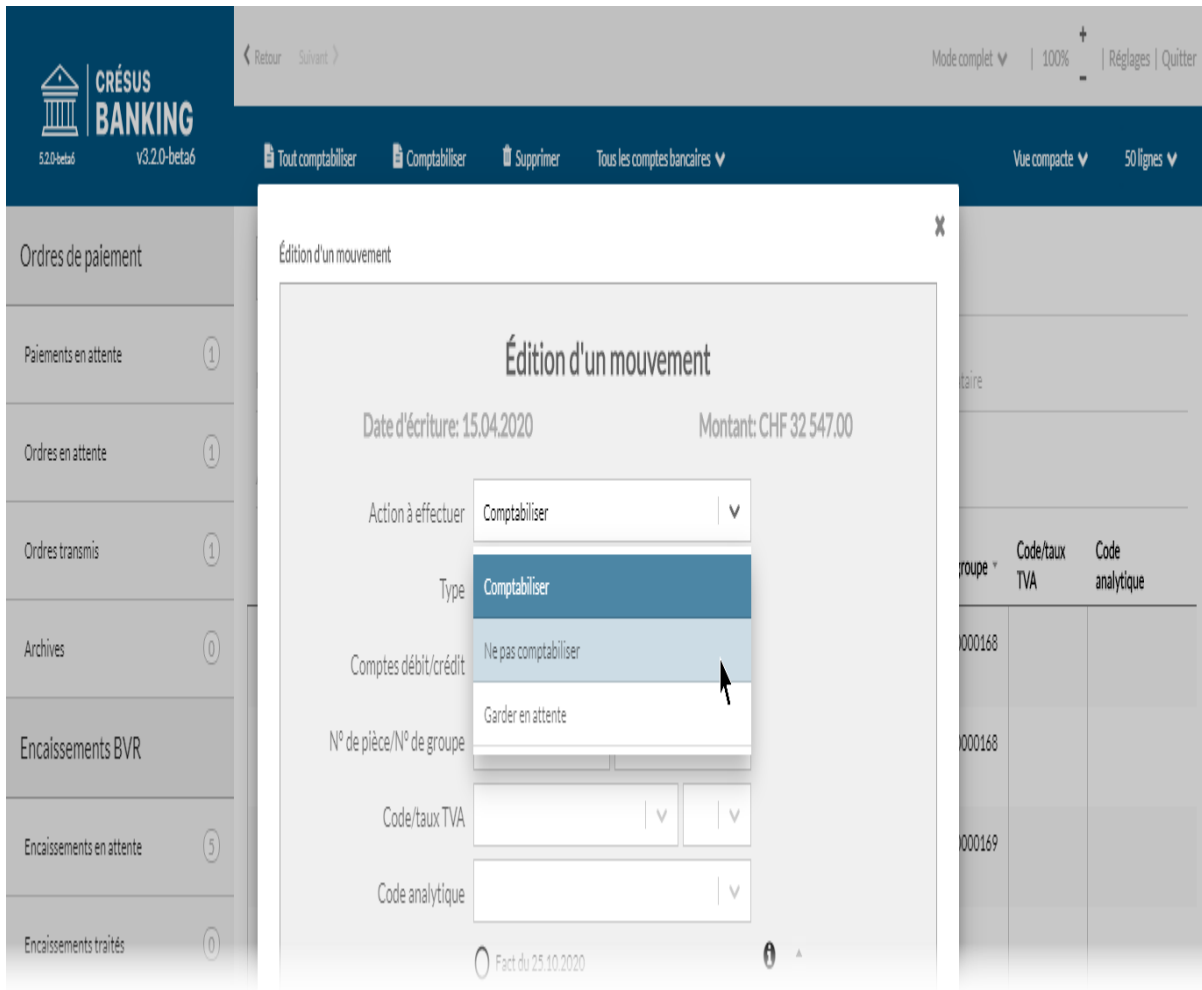 Retour Suivant
Mode complet | 100% + - | Réglages | Quitter
CRÉSUS
BANKING
5.2.0-beta6 v3.2.0-beta6
Tout comptabiliser Comptabiliser Supprimer Tous les comptes bancaires Vue compacte 50 lignes
Ordres de paiement
Paiements en attente 1
Ordres en attente 1
Ordres transmis 1
Archives 0
Encaissements BVR
Encaissements en attente 5
Encaissements traités 0
Édition d'un mouvement
Édition d'un mouvement
Date d'écriture: 15.04.2020 Montant: CHF 32 547.00
Action à effectuer Comptabiliser
Type Comptabiliser
Ne pas comptabiliser
Comptes débit/crédit
Garder en attente
Nº de pièce/Nº de groupe
Code/taux TVA
Code analytique
Fact du 25.10.2020
taire
roupe Code/taux TVA Code analytique
0000168
0000168
0000169